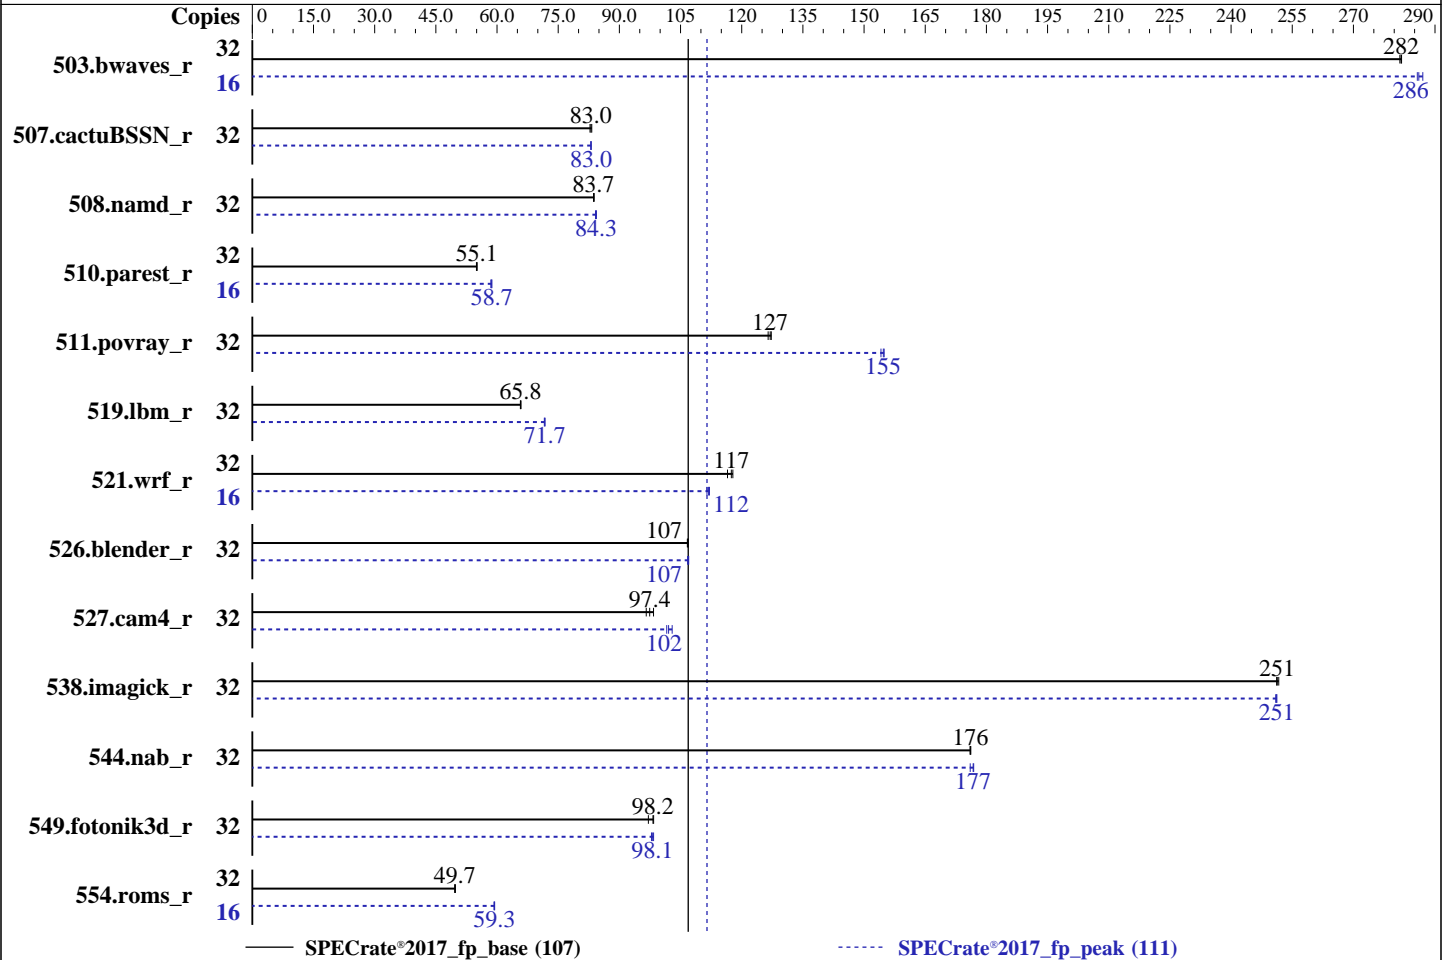 Copies 0 15.0 30.0 45.0 60.0 75.0 90.0 105 120 135 150 165 180 195 210 225 240 255 270 290
503.bwaves_r 32 282
16 286
507.cactuBSSN_r 32 83.0
83.0
508.namd_r 32 83.7
84.3
510.parest_r 32 55.1
16 58.7
511.povray_r 32 127
155
519.lbm_r 32 65.8
71.7
521.wrf_r 32 117
16 112
526.blender_r 32 107
107
527.cam4_r 32 97.4
102
538.imagick_r 32 251
251
544.nab_r 32 176
177
549.fotonik3d_r 32 98.2
98.1
554.roms_r 32 49.7
16 59.3
SPECrate®2017_fp_base (107) SPECrate®2017_fp_peak (111)